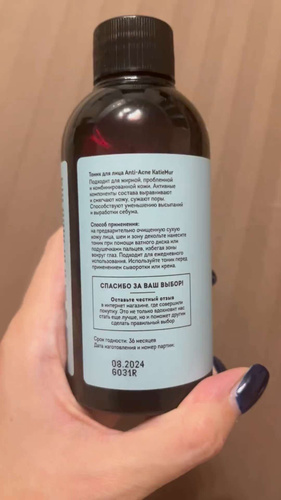 Тоник для лица Anti-Acne KatieMur
Подходит для жирной, проблемной
и комбинированной кожи. Активные
компоненты состава выравнивают
и смягчают кожу, сужают поры.
Способствуют уменьшению высыпаний
и выработки себума.
Способ применения:
на предварительно очищенную сухую
кожу лица, шеи и зону декольте нанесите
тоник при помощи ватного диска или
подушечками пальцев, избегая зоны
вокруг глаз. Подходит для ежедневного
использования. Используйте тоник перед
применением сыворотки или крема.
СПАСИБО ЗА ВАШ ВЫБОР!
Оставьте честный отзыв
в интернет магазине, где совершили
покупку. Это не только вдохновит нас
стать еще лучше, но и поможет другим
сделать правильный выбор
Срок годности: 36 месяцев
Дата изготовления и номер партии:
08.2024
6031R